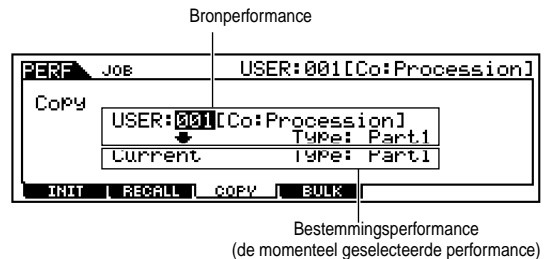 Bronperformance
PERF JOB USER:001[Co:Procession]
Copy
USER:001[Co:Procession]
Type: Part1
Current Type: Part1
INIT RECALL COPY BULK
Bestemmingsperformance
(de momenteel geselecteerde performance)